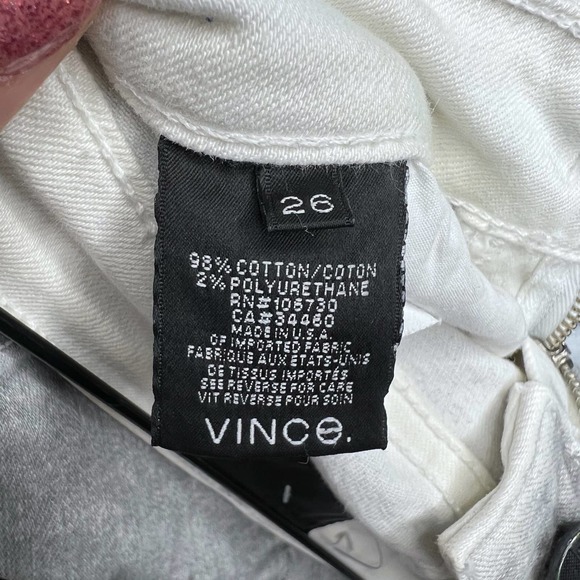 26
98% COTTON/COTON
2% POLYURETHANE
RN#106730
CA#34460
MADE IN U.S.A.
OF IMPORTED FABRIC
FABRIQUE AUX ETATS-UNIS
DE TISSUS IMPORTÉS
SEE REVERSE FOR CARE
VIT REVERSE POUR SOIN
VINCe.